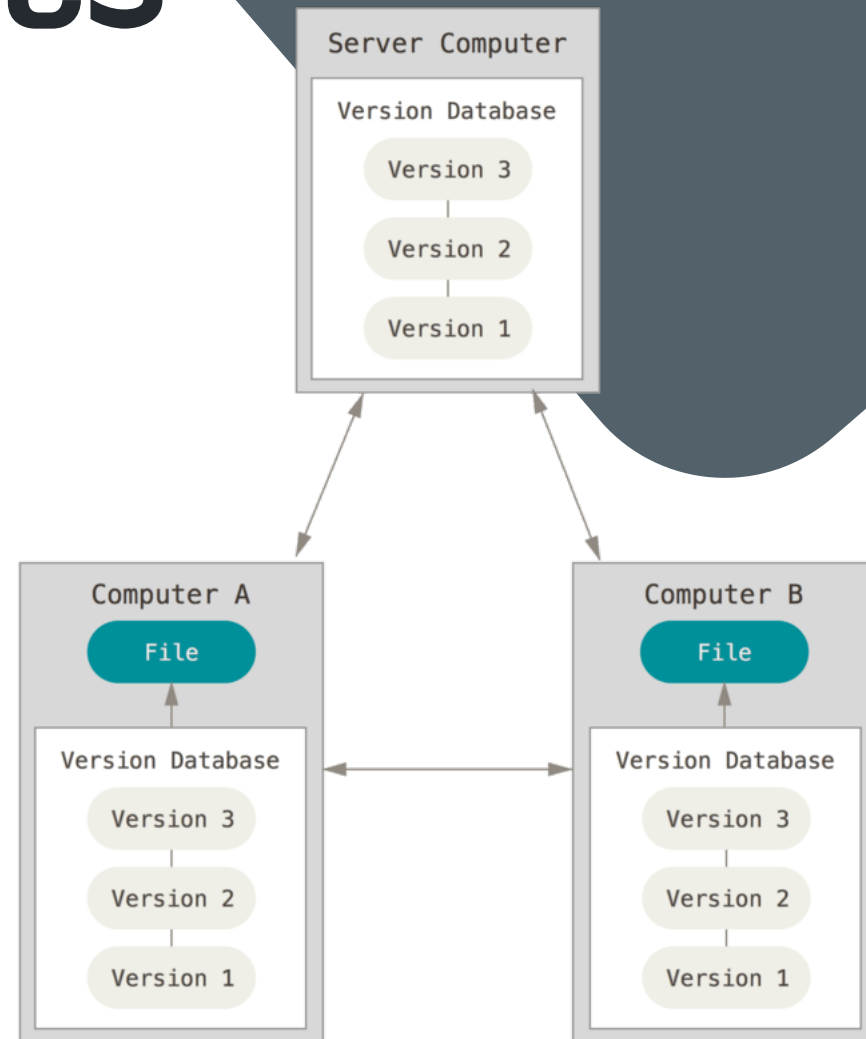 Server Computer
Version Database
Version 3
Version 2
Version 1
Computer A
File
Version Database
Version 3
Version 2
Version 1
Computer B
File
Version Database
Version 3
Version 2
Version 1